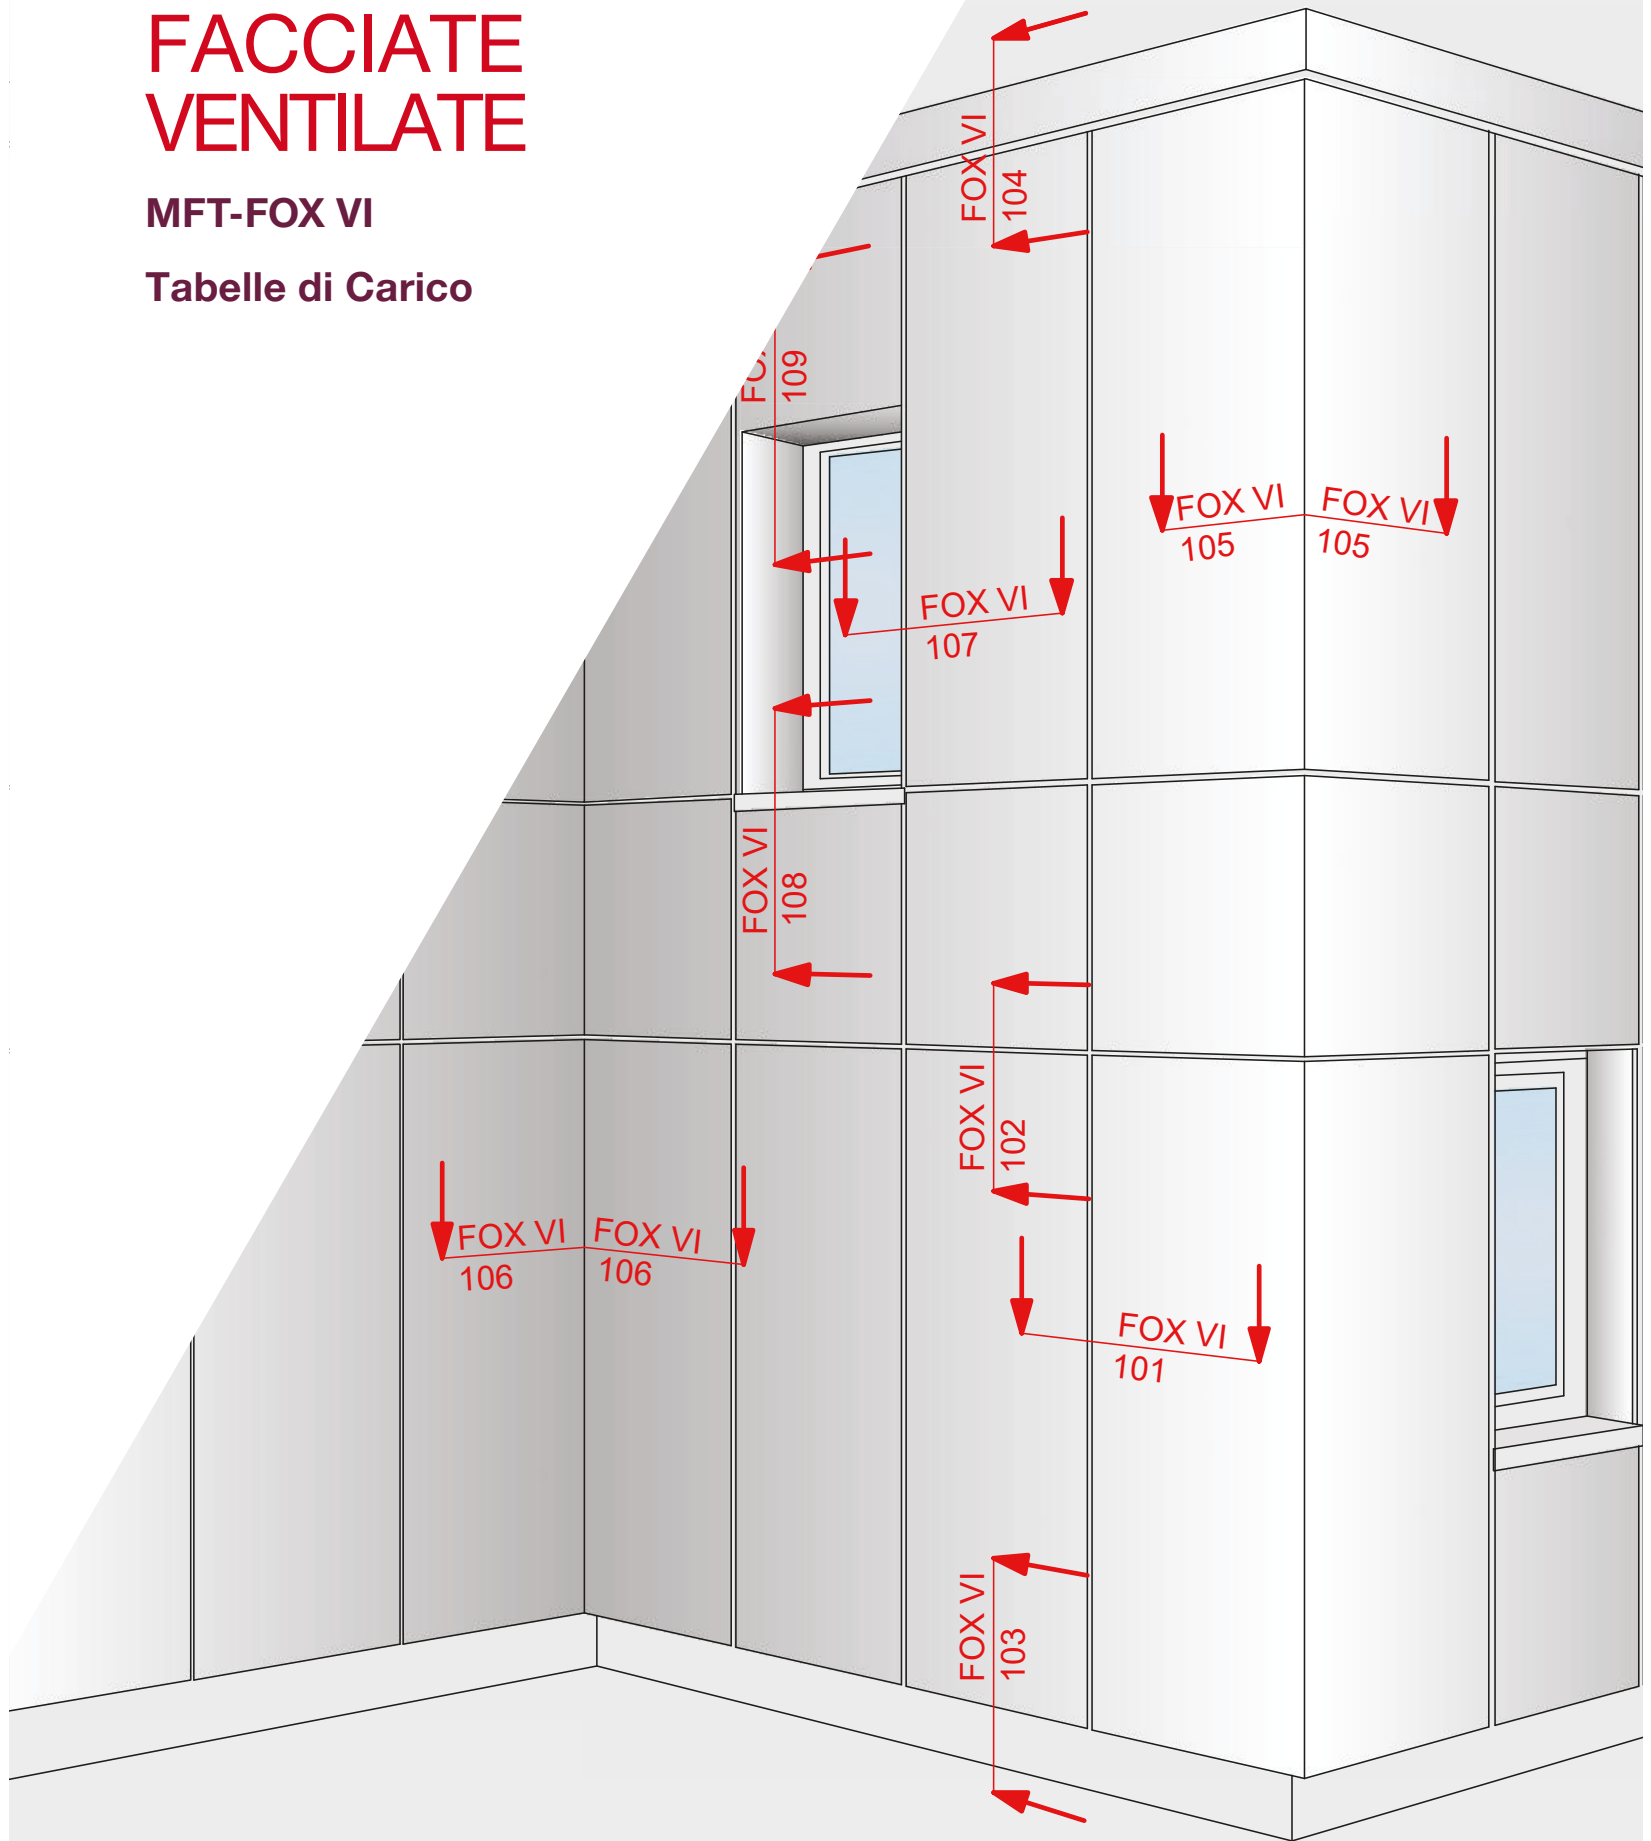 FACCIATE
VENTILATE
MFT-FOX VI
Tabelle di Carico
FOX VI
104
109
FOX VI
105
FOX VI
105
FOX VI
107
FOX VI
108
FOX VI
102
FOX VI
106
FOX VI
106
FOX VI
101
FOX VI
103